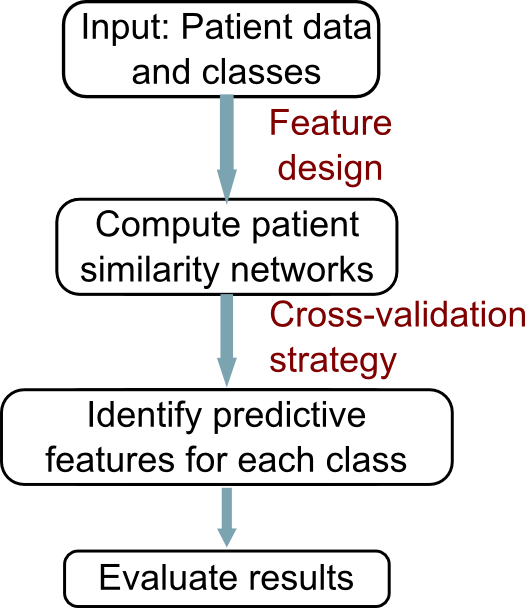 Input: Patient data
and classes
Feature
design
Compute patient
similarity networks
Cross-validation
strategy
Identify predictive
features for each class
Evaluate results